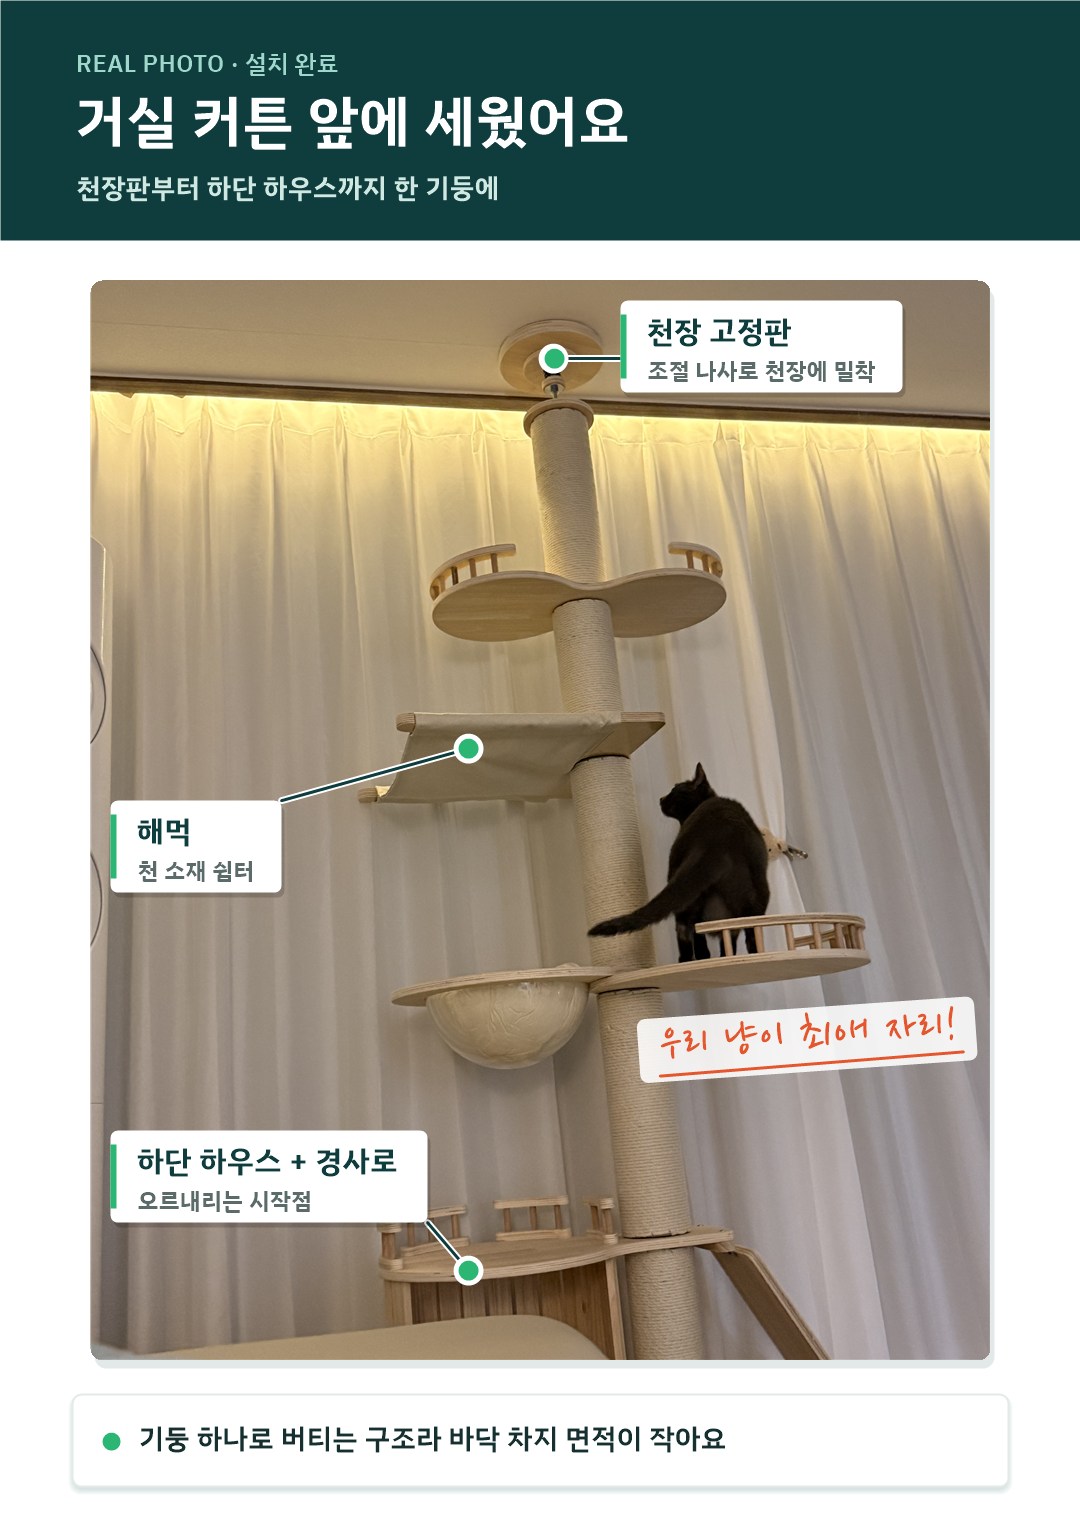 REAL PHOTO · 설치 완료
거실 커튼 앞에 세웠어요
천장판부터 하단 하우스까지 한 기둥에
천장 고정판
조절 나사로 천장에 밀착
해먹
천 소재 쉼터
우리 냥이 최애 자리!
하단 하우스 + 경사로
오르내리는 시작점
기둥 하나로 버티는 구조라 바닥 차지 면적이 작아요